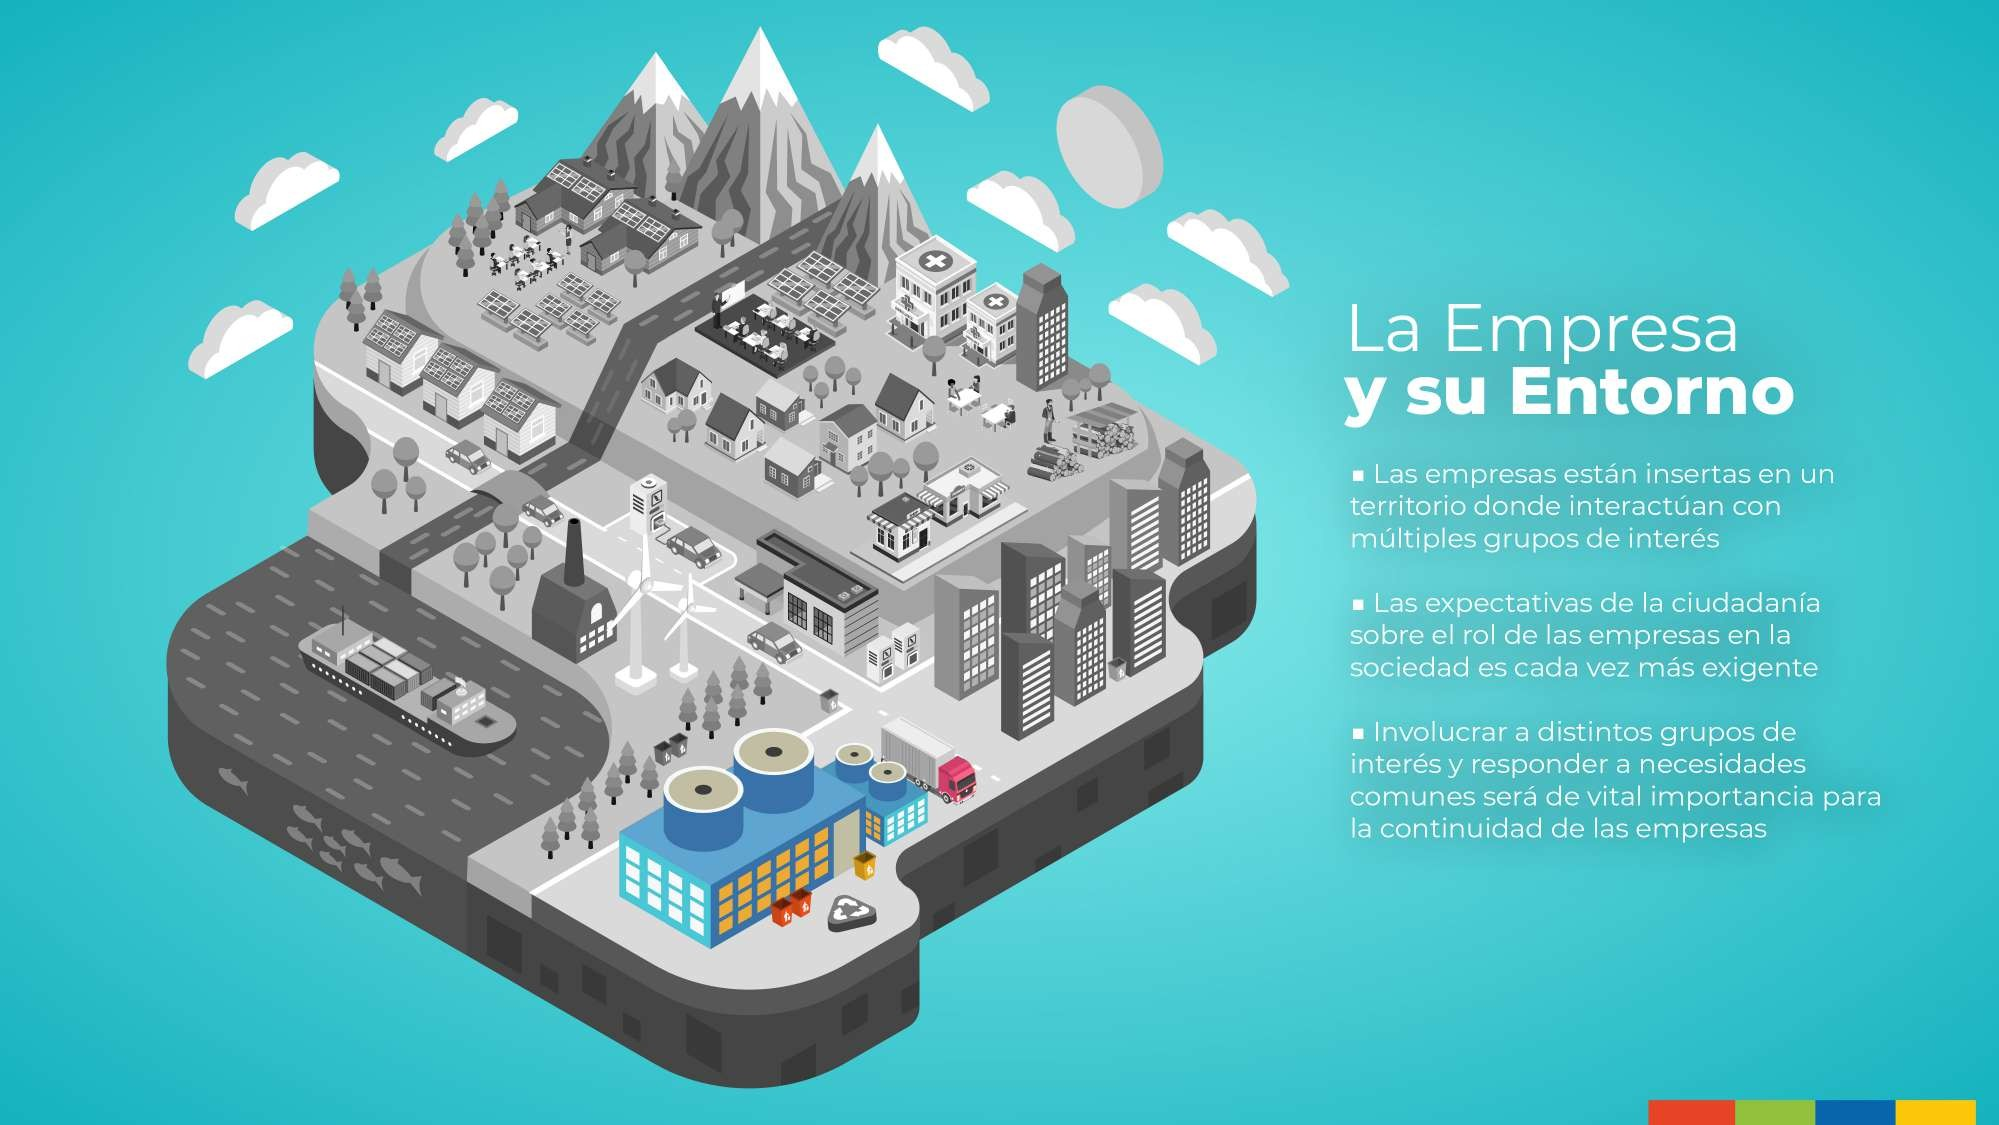 La Empresa
y su Entorno
▪ Las empresas están insertas en un
territorio donde interactúan con
múltiples grupos de interés
▪ Las expectativas de la ciudadanía
sobre el rol de las empresas en la
sociedad es cada vez más exigente
▪ Involucrar a distintos grupos de
interés y responder a necesidades
comunes será de vital importancia para
la continuidad de las empresas